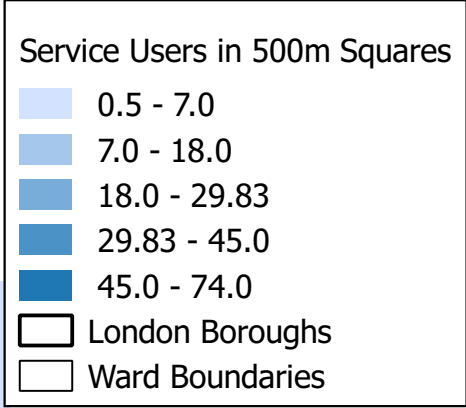 Service Users in 500m Squares
0.5 - 7.0
7.0 - 18.0
18.0 - 29.83
29.83 - 45.0
45.0 - 74.0
London Boroughs
Ward Boundaries